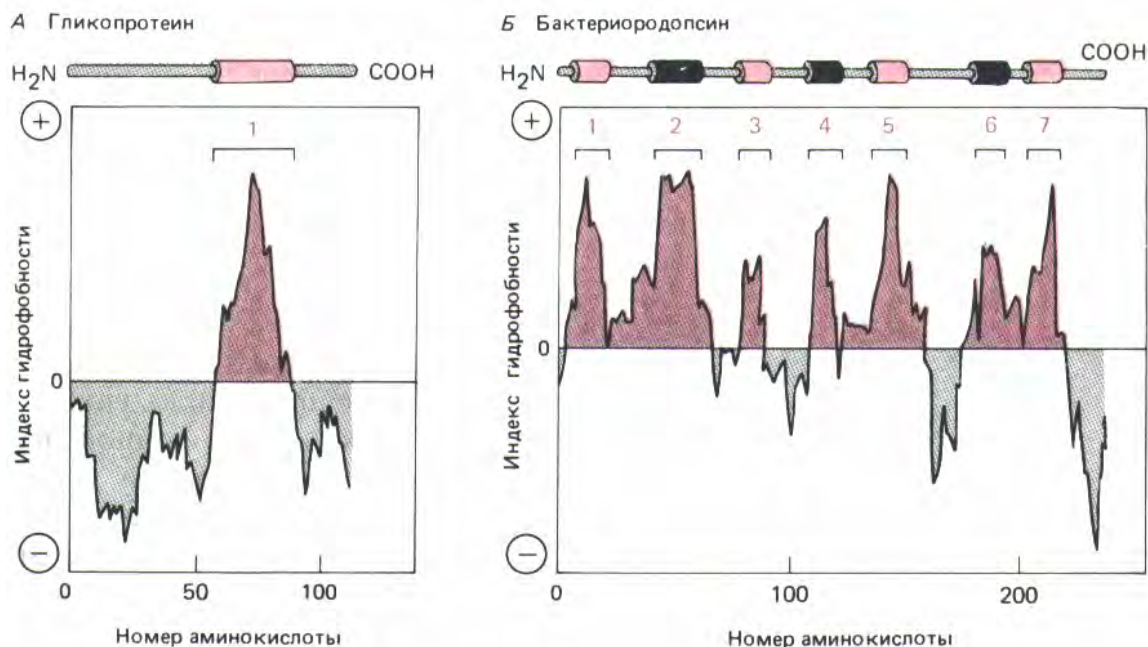 А Гликопротеин
H₂N
COOH
+
1
Индекс гидрофобности
0
−
0 50 100
Номер аминокислоты
Б Бактериородопсин
H₂N
COOH
+
1 2 3 4 5 6 7
Индекс гидрофобности
0
−
0 100 200
Номер аминокислоты